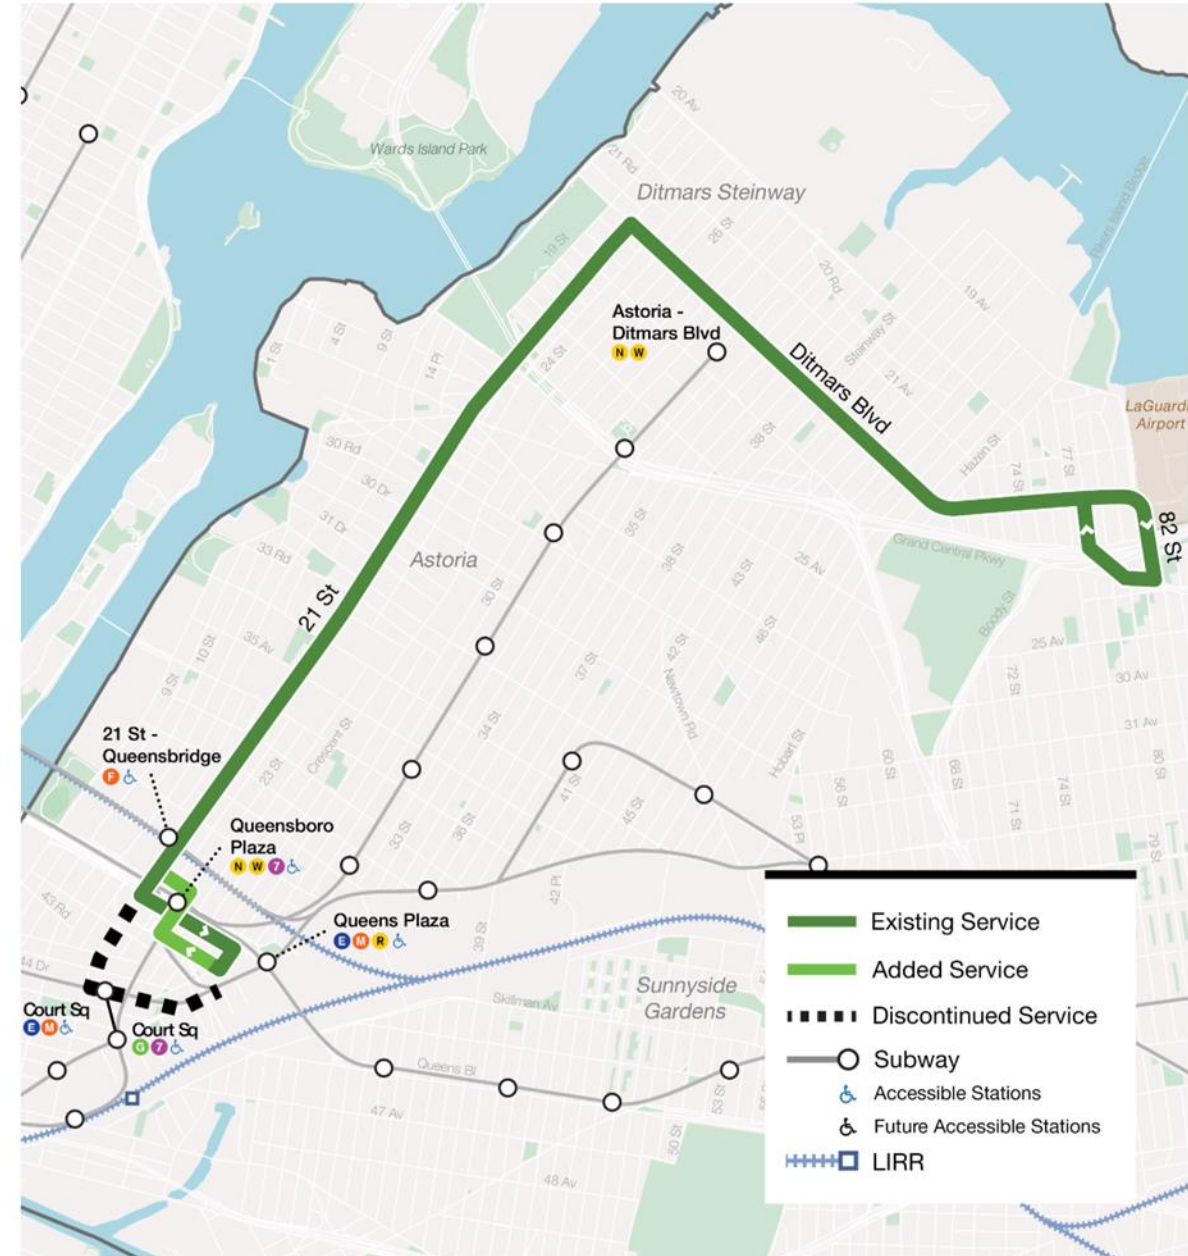 20 Av
Wards Island Park
21 Rd
Ditmars Steinway
Rikers Island Bridge
19 St
26 St
20 Rd
19 Av
Astoria -
Ditmars Blvd
N W
Steinway St
1 St
4 St
9 St
14 Pl
24 St
Ditmars Blvd
21 Av
LaGuardi
Airport
30 Rd
38 St
Hazen St
74 St
77 St
30 Dr
31 Dr
35 St
82 St
33 Rd
Astoria
38 St
25 Av
Grand Central Pkwy
43 St
30 St
21 St
Boody St
35 Av
10 St
9 St
37 St
42 St
46 St
25 Av
72 St
30 Av
Newtown Rd
31 Av
21 St -
Queensbridge
F
23 St
Crescent St
34 St
41 St
Hobart St
60 St
68 St
80 St
56 St
74 St
71 St
Queensboro
Plaza
N W 7
33 St
36 St
45 St
53 Pl
79 St
43 Rd
42 Pl
Queens Plaza
E M R
39 St
44 Dr
Court Sq
E M
Court Sq
G 7
Skillman Av
Sunnyside
Gardens
Queens Bl
47 Av
53 St
50 St
48 Av
Existing Service
Added Service
Discontinued Service
Subway
Accessible Stations
Future Accessible Stations
LIRR